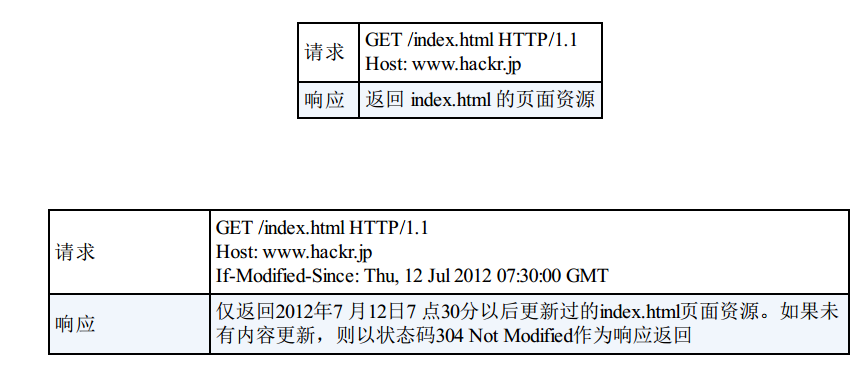 请求
GET /index.html HTTP/1.1
Host: www.hackr.jp
响应
返回 index.html 的页面资源
请求
GET /index.html HTTP/1.1
Host: www.hackr.jp
If-Modified-Since: Thu, 12 Jul 2012 07:30:00 GMT
响应
仅返回2012年7 月12日7 点30分以后更新过的index.html页面资源。如果未
有内容更新，则以状态码304 Not Modified作为响应返回